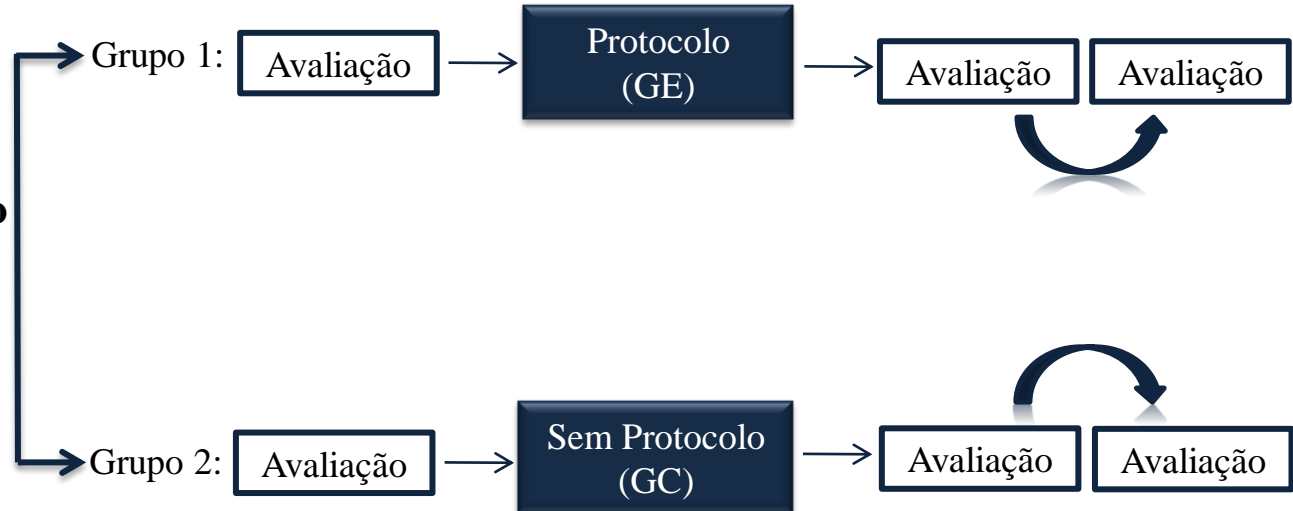 Grupo 1:
Avaliação
Protocolo
(GE)
Avaliação
Avaliação
o
Grupo 2:
Avaliação
Sem Protocolo
(GC)
Avaliação
Avaliação